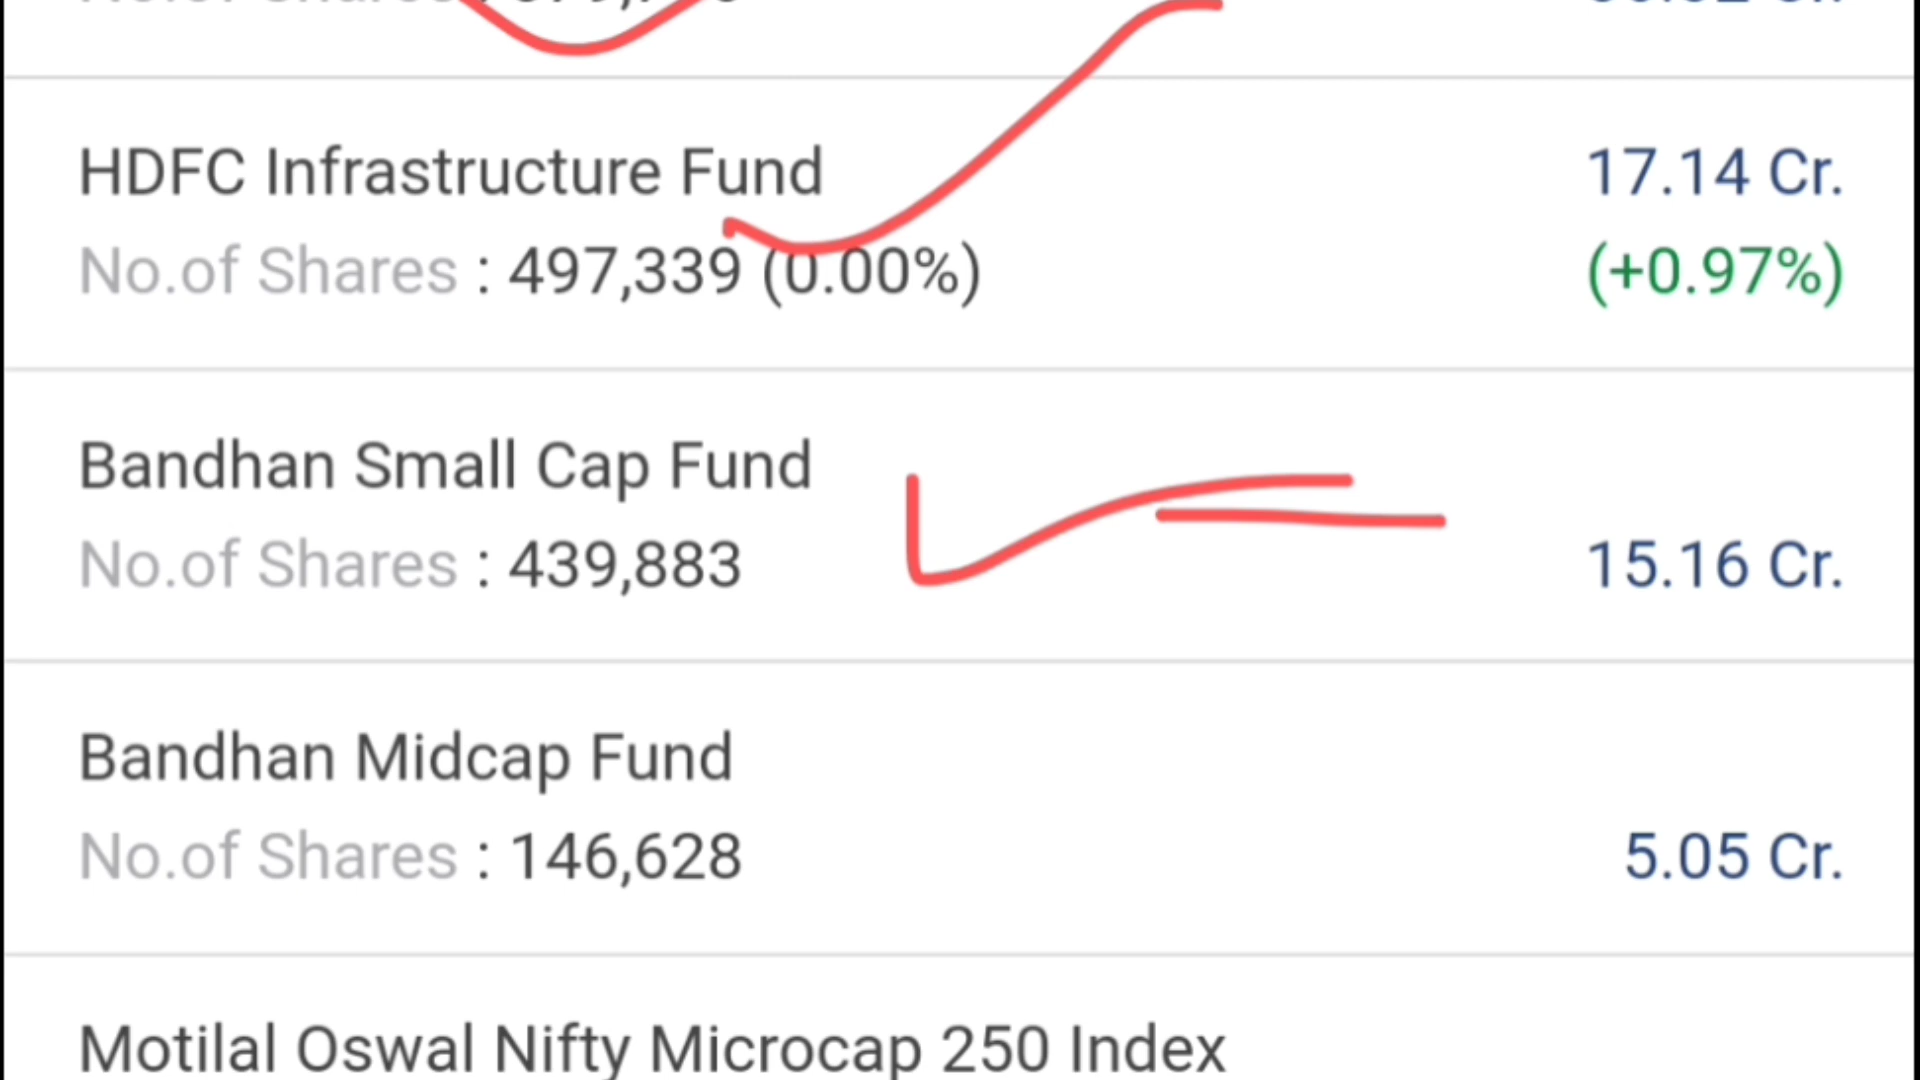 HDFC Infrastructure Fund
17.14 Cr.
No.of Shares : 497,339 (0.00%)
(+0.97%)
Bandhan Small Cap Fund
No.of Shares : 439,883
15.16 Cr.
Bandhan Midcap Fund
No.of Shares : 146,628
5.05 Cr.
Motilal Oswal Nifty Microcap 250 Index